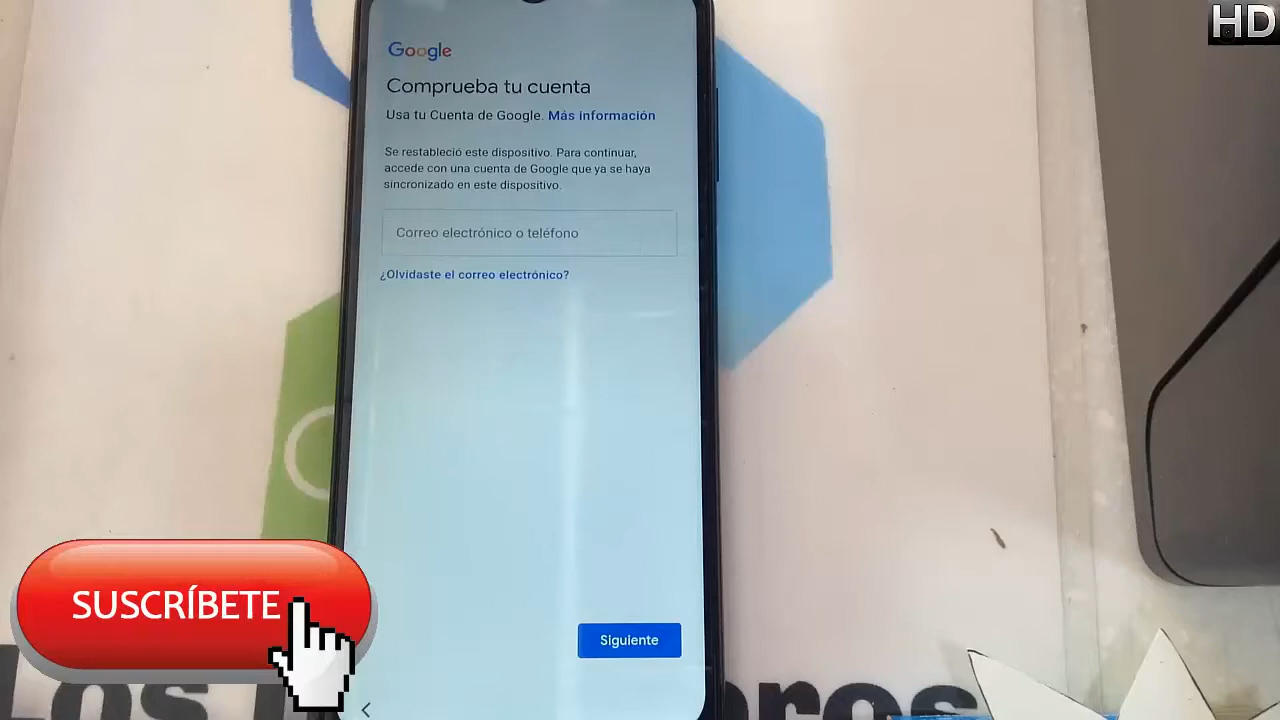 HD
Google
Comprueba tu cuenta
Usa tu Cuenta de Google. Más información
Se restableció este dispositivo. Para continuar,
accede con una cuenta de Google que ya se haya
sincronizado en este dispositivo.
Correo electrónico o teléfono
¿Olvidaste el correo electrónico?
SUSCRÍBETE
Siguiente
Los